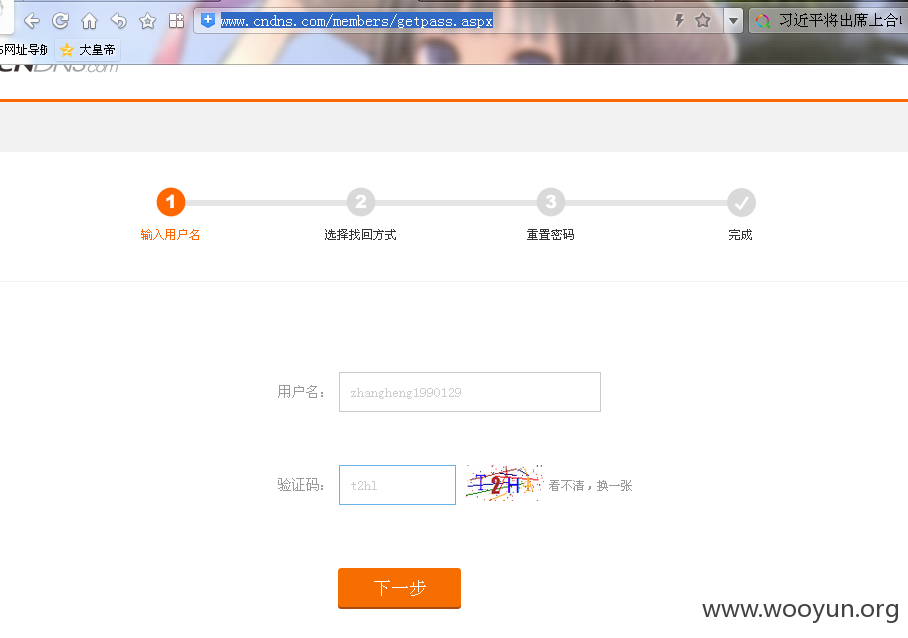 www.cndns.com/members/getpass.aspx
习近平将出席上合
网址导航
大皇帝
CNDNS.com
1
2
3
输入用户名
选择找回方式
重置密码
完成
用户名：
zhangheng1990129
验证码：
t2hl
T2HI
看不清，换一张
下一步
www.wooyun.org